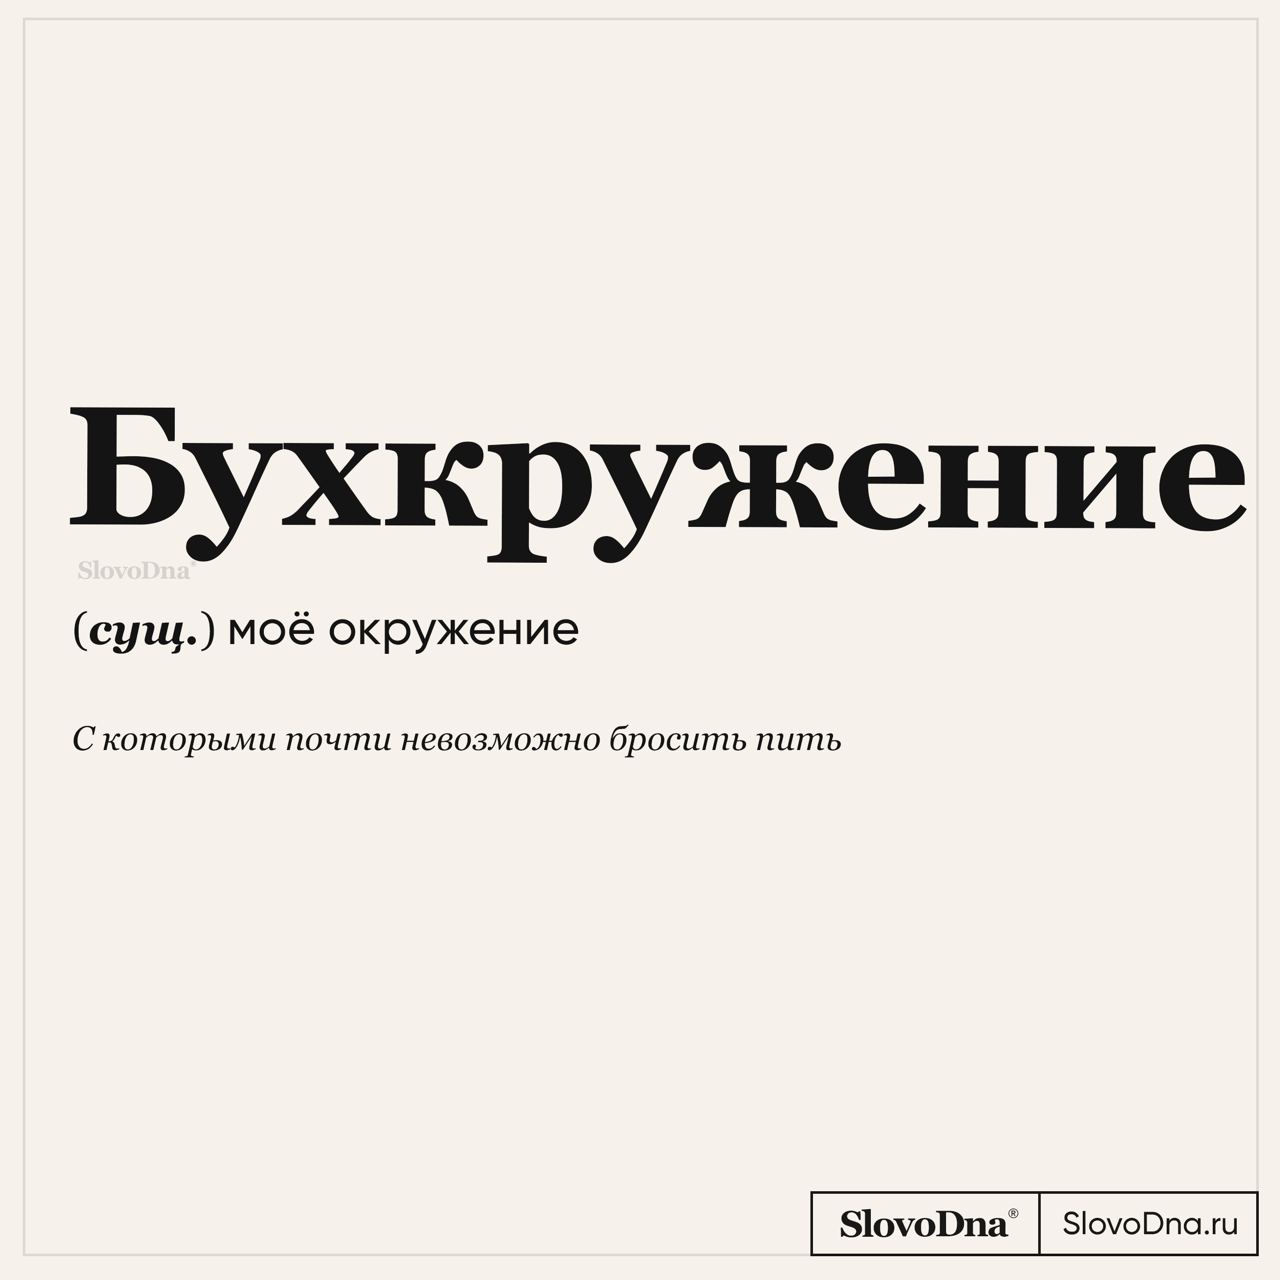 Бухкружение
SlovoDna®
(сущ.) моё окружение
С которыми почти невозможно бросить пить
SlovoDna® SlovoDna.ru